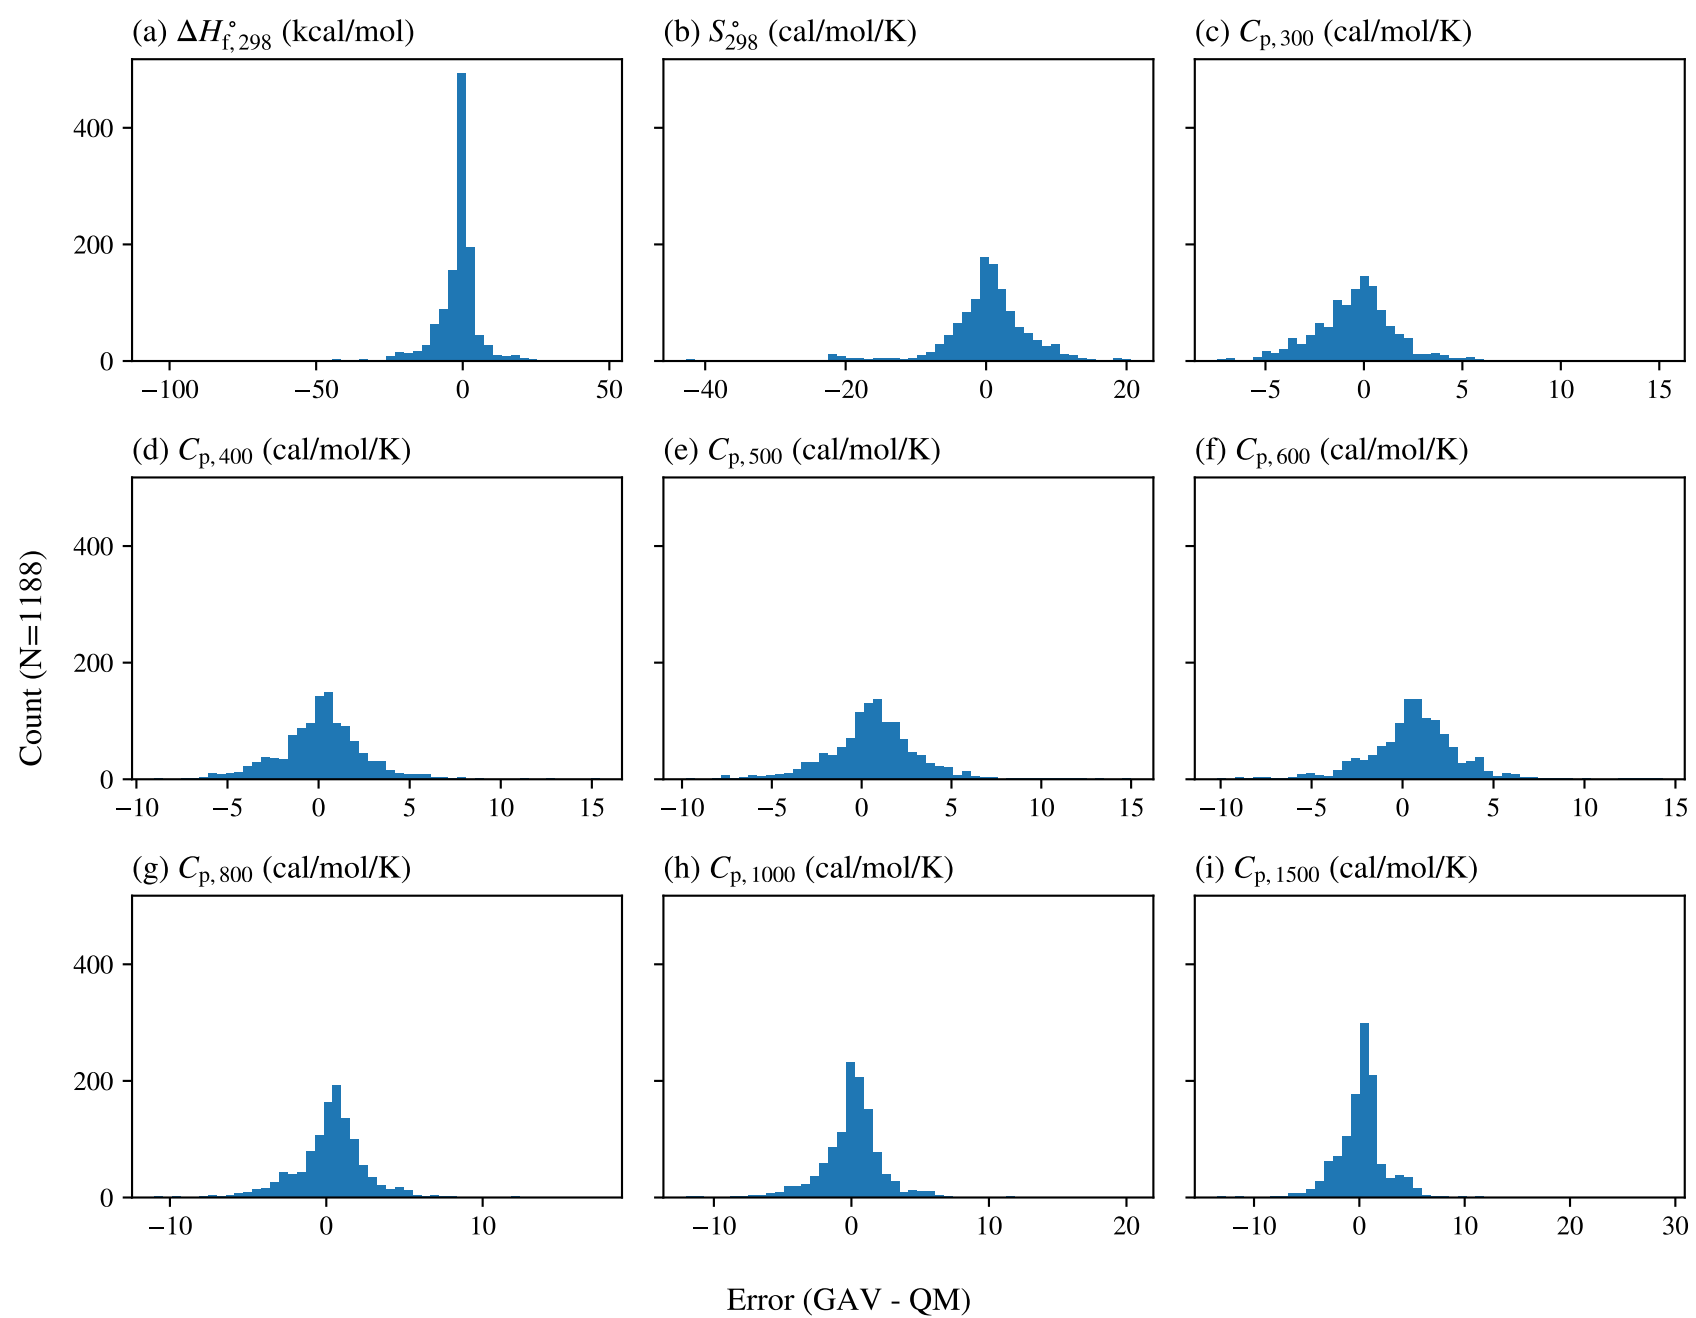 (a) ΔH°f,298 (kcal/mol)
(b) S°298 (cal/mol/K)
(c) Cp,300 (cal/mol/K)
400
200
0
−100 −50 0 50
−40 −20 0 20
−5 0 5 10 15
(d) Cp,400 (cal/mol/K)
(e) Cp,500 (cal/mol/K)
(f) Cp,600 (cal/mol/K)
Count (N=1188)
400
200
0
−10 −5 0 5 10 15
−10 −5 0 5 10 15
−10 −5 0 5 10 15
(g) Cp,800 (cal/mol/K)
(h) Cp,1000 (cal/mol/K)
(i) Cp,1500 (cal/mol/K)
400
200
0
−10 0 10
−10 0 10 20
−10 0 10 20 30
Error (GAV - QM)